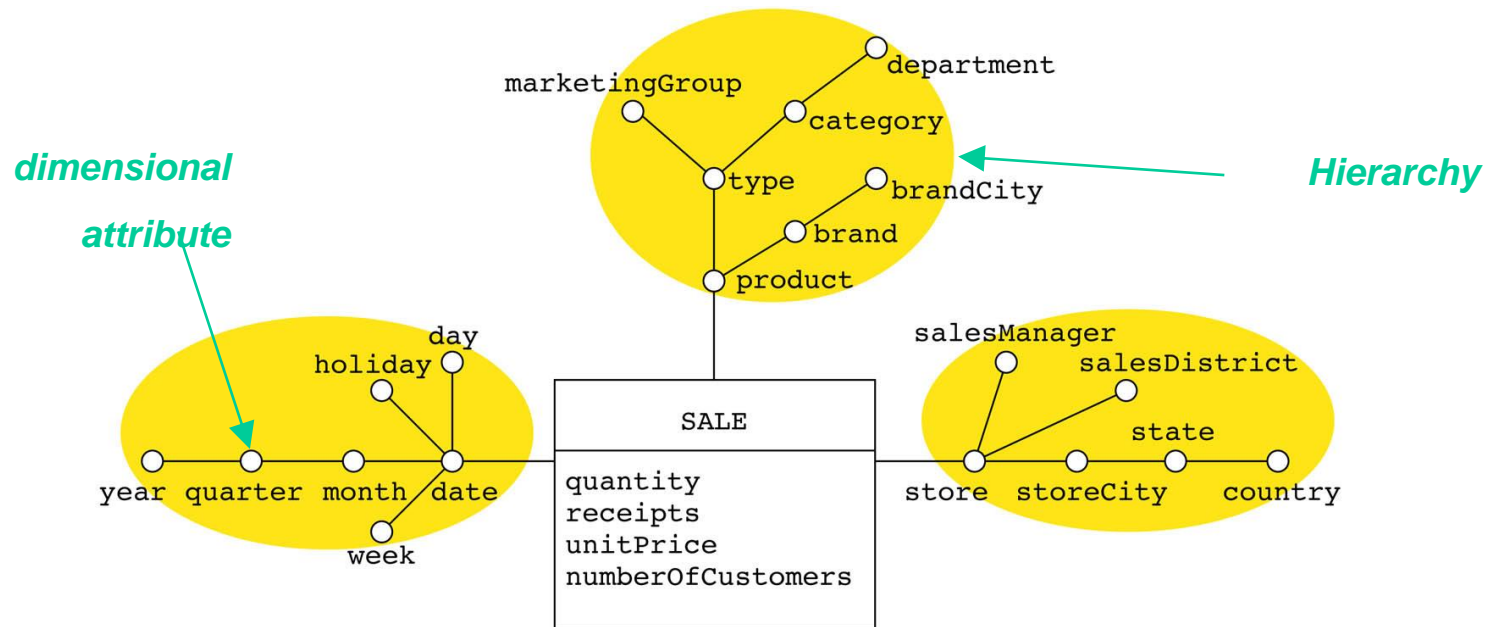 department
marketingGroup
category
dimensional
attribute
Hierarchy
type
brandCity
brand
product
day
holiday
year quarter month date
week
SALE
quantity
receipts
unitPrice
numberOfCustomers
salesManager
salesDistrict
state
store storeCity country